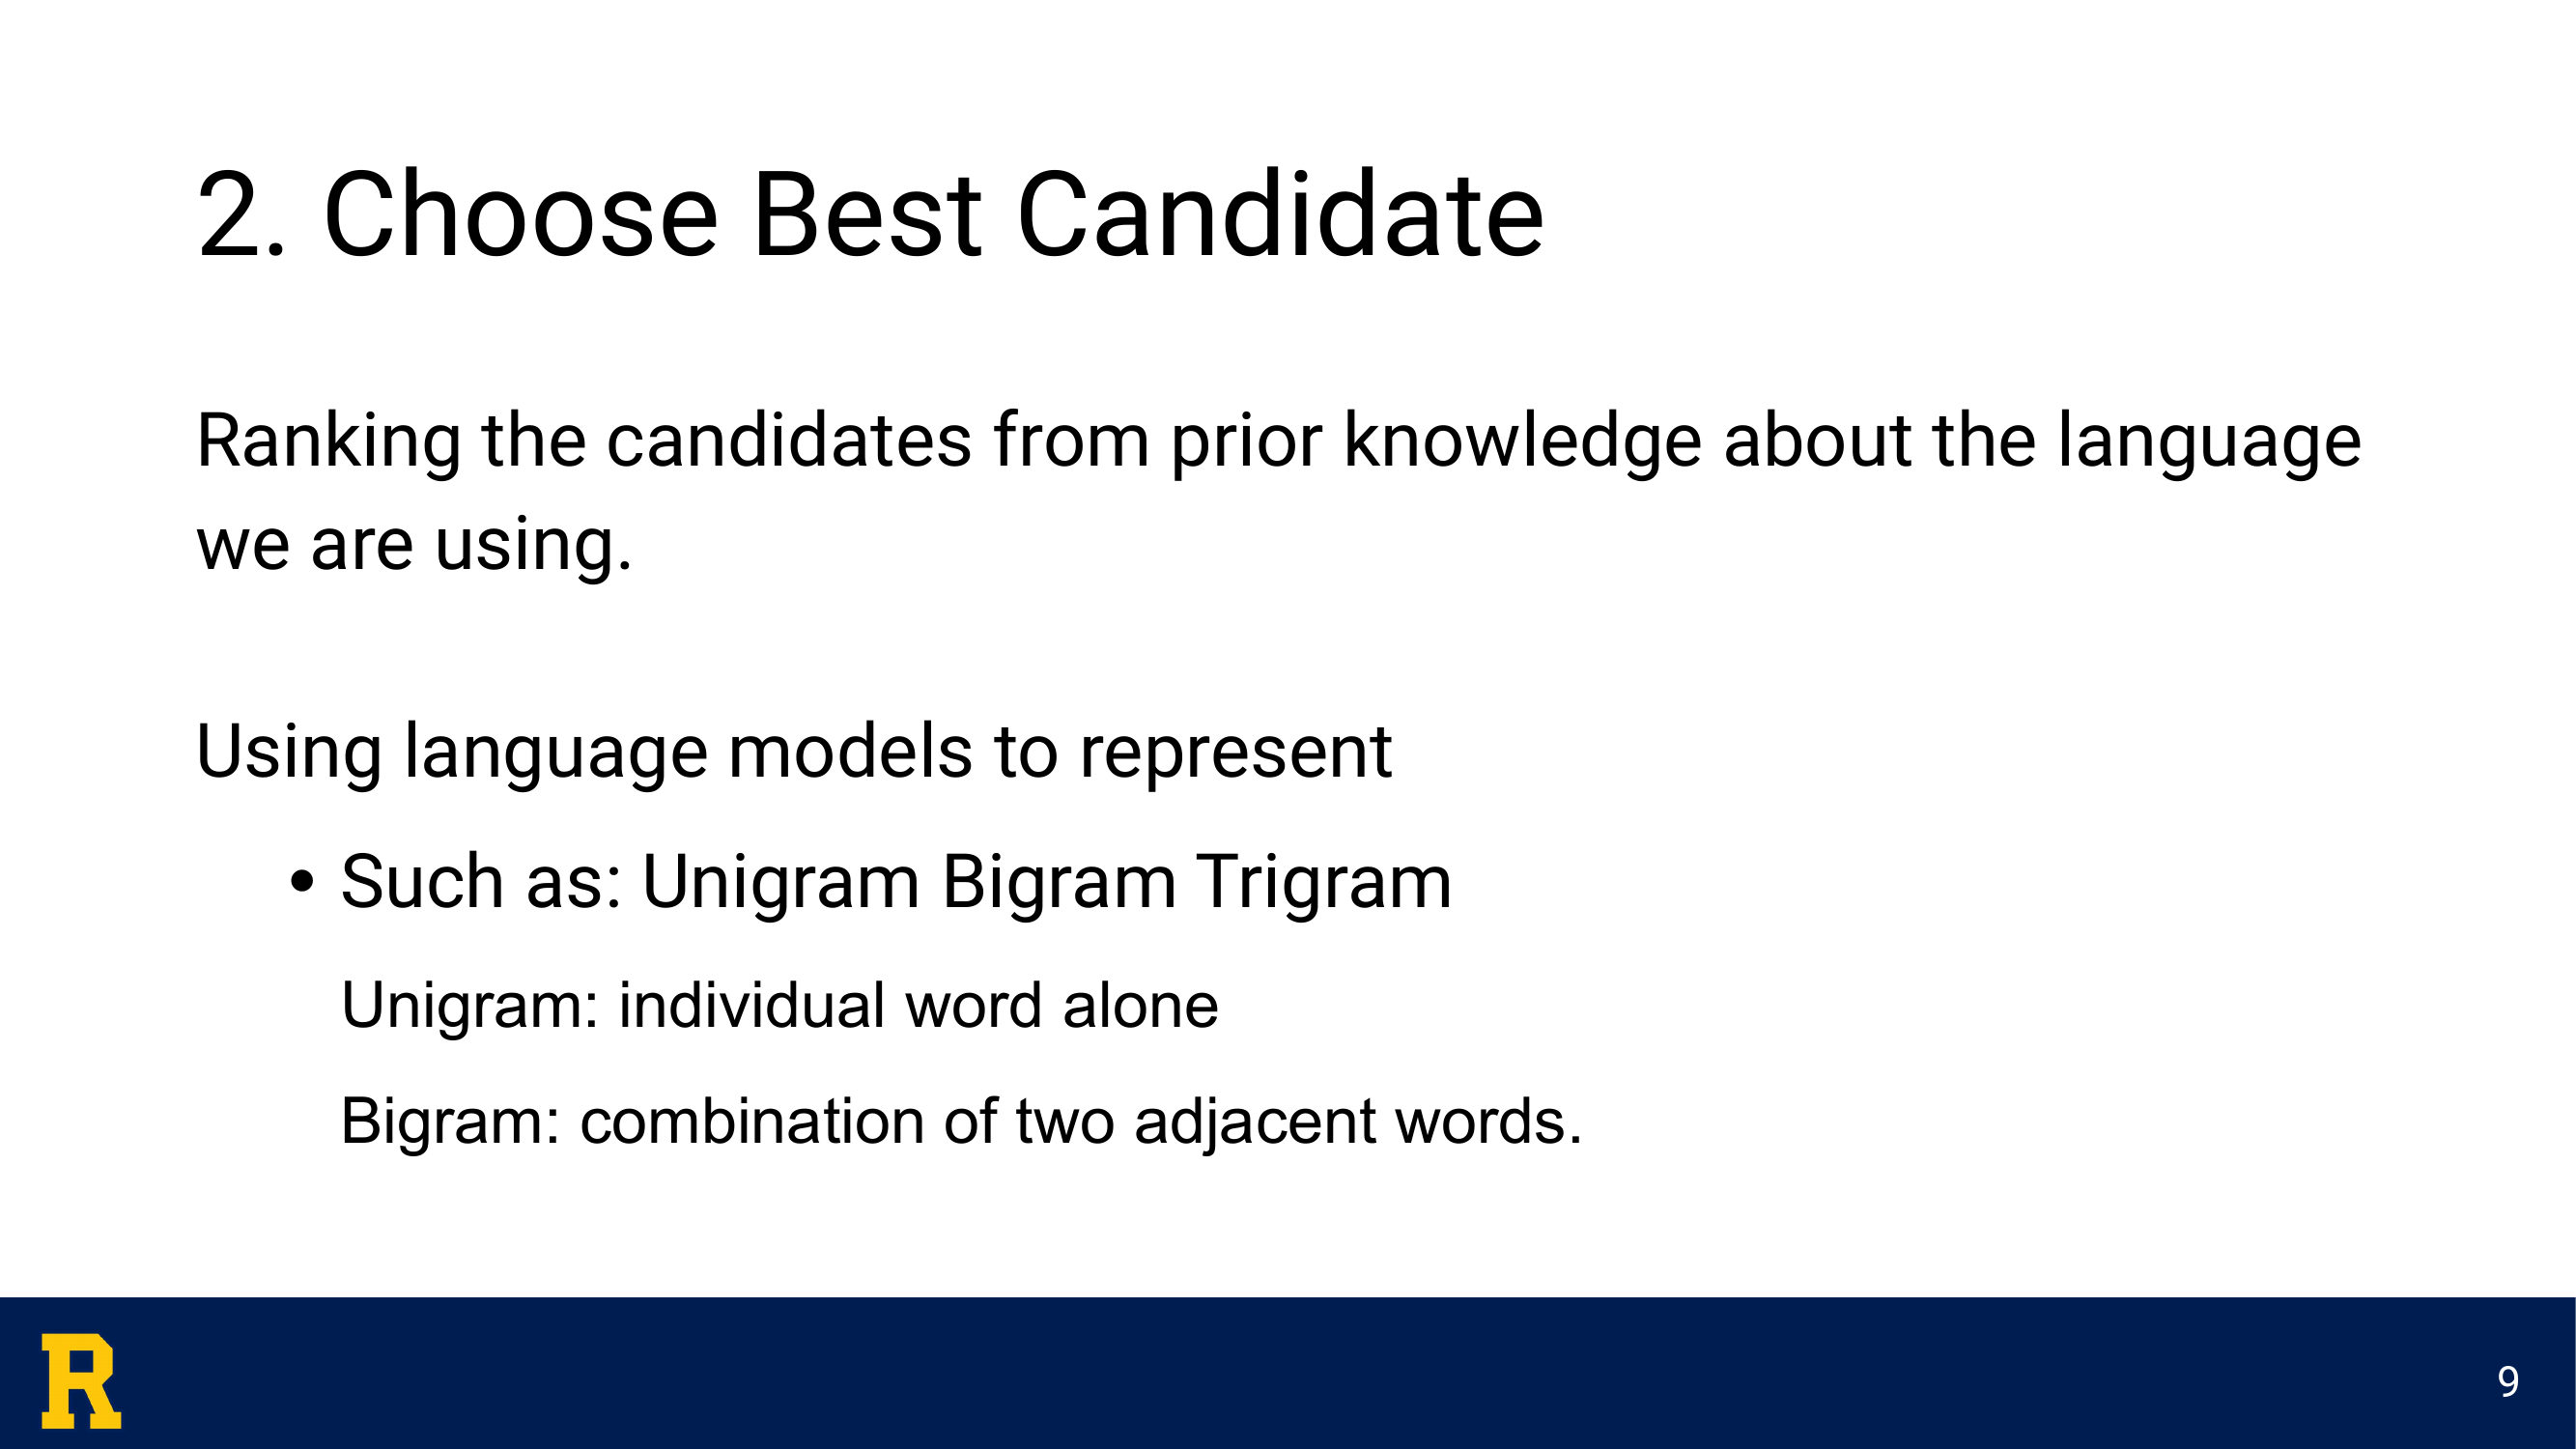 2. Choose Best Candidate
Ranking the candidates from prior knowledge about the language
we are using.
Using language models to represent
• Such as: Unigram Bigram Trigram
Unigram: individual word alone
Bigram: combination of two adjacent words.
R
9